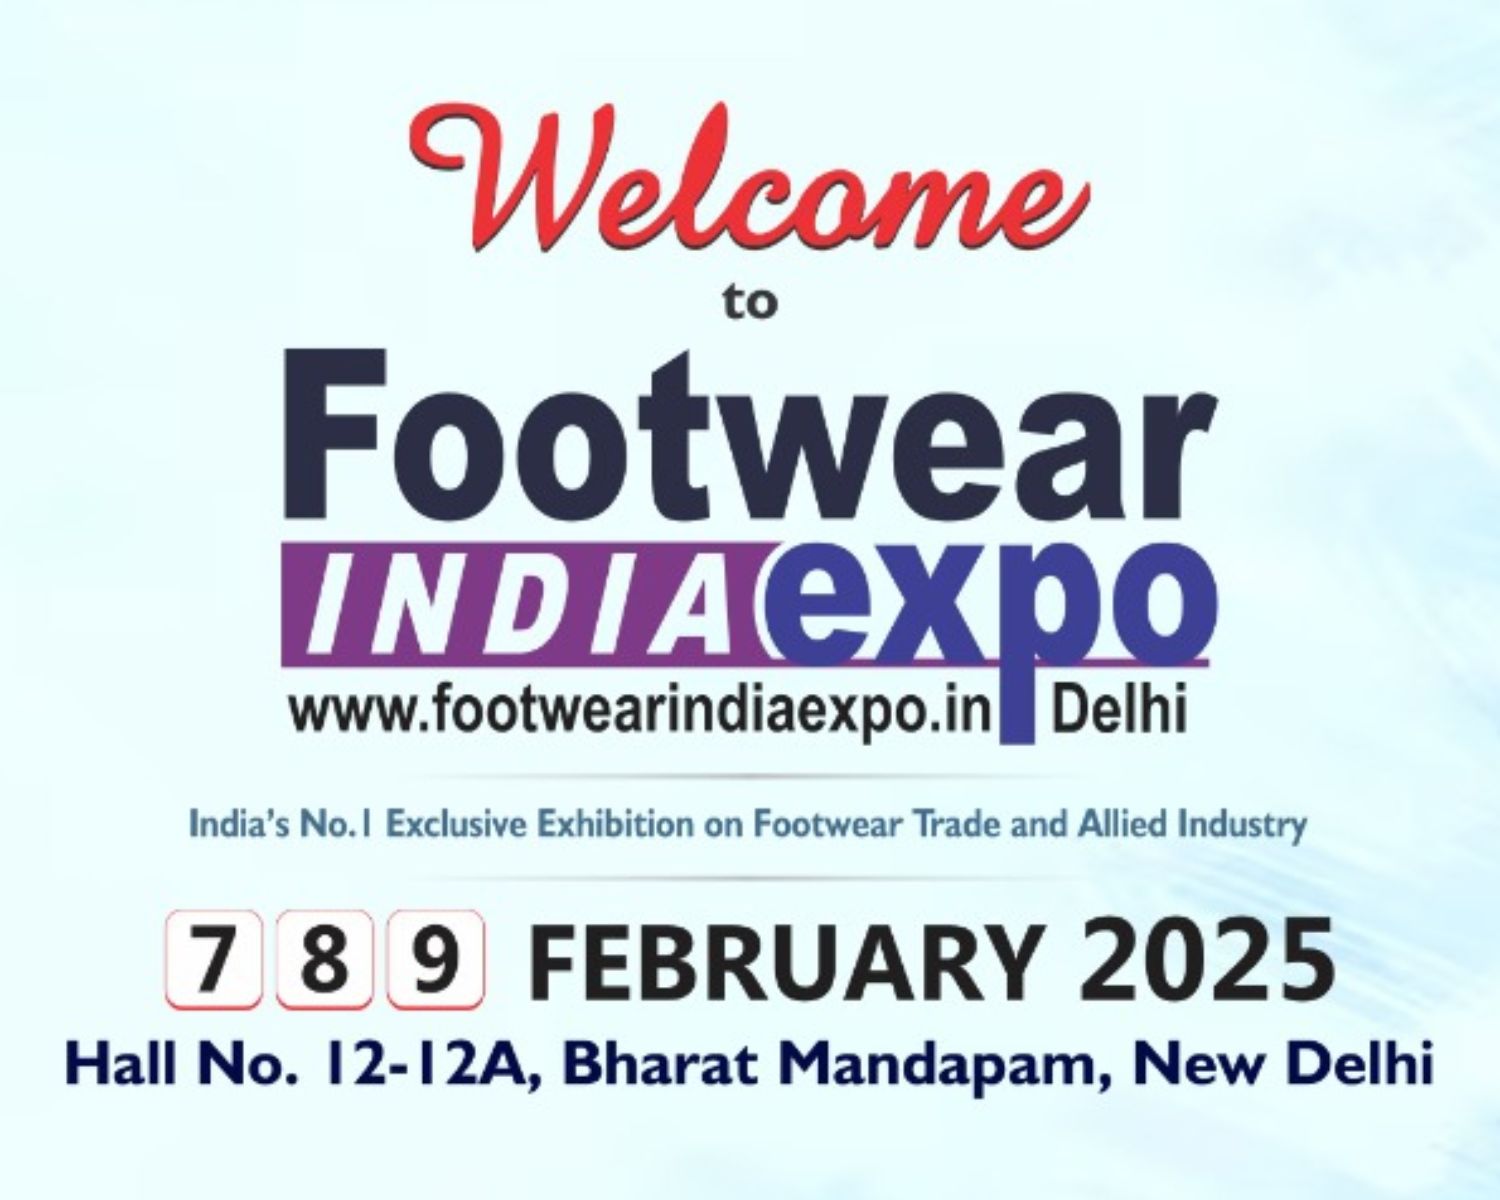 Welcome
to
Footwear
INDIA expo
www.footwearindiaexpo.in Delhi
India's No.1 Exclusive Exhibition on Footwear Trade and Allied Industry
7 8 9 FEBRUARY 2025
Hall No. 12-12A, Bharat Mandapam, New Delhi